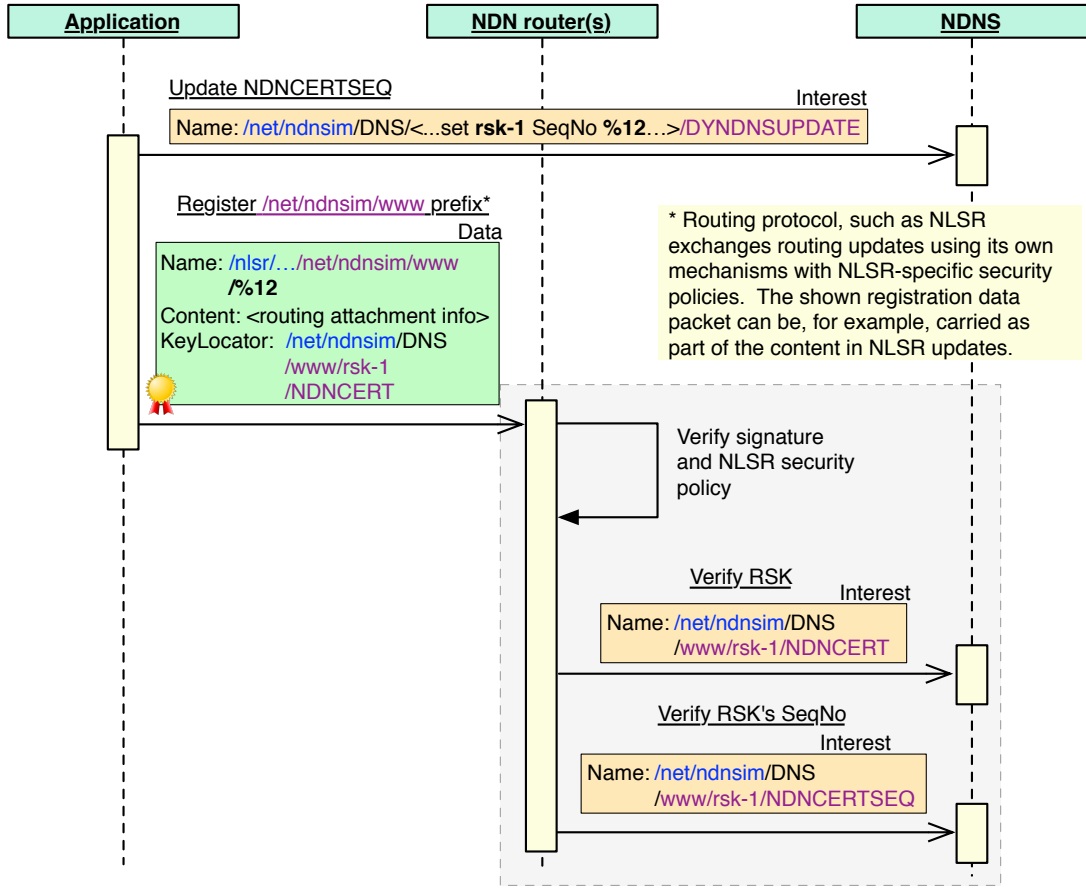 Application
NDN router(s)
NDNS
Update NDNCERTSEQ
Interest
Name: /net/ndnsim/DNS/<...set rsk-1 SeqNo %12…>/DYNDNSUPDATE
Register /net/ndnsim/www prefix*
Data
Name: /nlsr/…/net/ndnsim/www
/%12
Content: <routing attachment info>
KeyLocator: /net/ndnsim/DNS
/www/rsk-1
/NDNCERT
* Routing protocol, such as NLSR
exchanges routing updates using its own
mechanisms with NLSR-specific security
policies. The shown registration data
packet can be, for example, carried as
part of the content in NLSR updates.
Verify signature
and NLSR security
policy
Verify RSK
Interest
Name: /net/ndnsim/DNS
/www/rsk-1/NDNCERT
Verify RSK's SeqNo
Interest
Name: /net/ndnsim/DNS
/www/rsk-1/NDNCERTSEQ